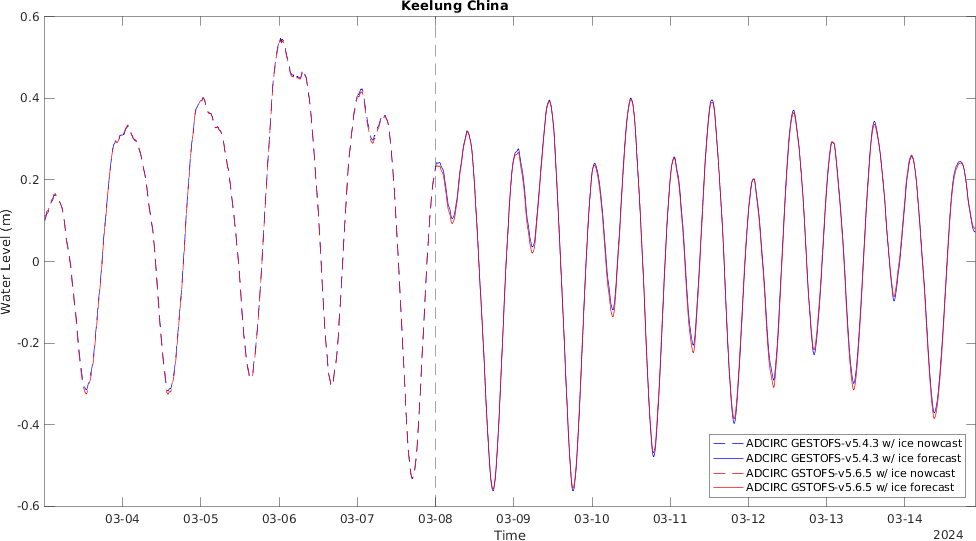 Keelung China
0.6
0.4
0.2
0
-0.2
-0.4
-0.6
Water Level (m)
ADCIRC GESTOFS-v5.4.3 w/ ice nowcast
ADCIRC GESTOFS-v5.4.3 w/ ice forecast
ADCIRC GSTOFS-v5.6.5 w/ ice nowcast
ADCIRC GSTOFS-v5.6.5 w/ ice forecast
03-04 03-05 03-06 03-07 03-08 03-09 03-10 03-11 03-12 03-13 03-14
Time
2024